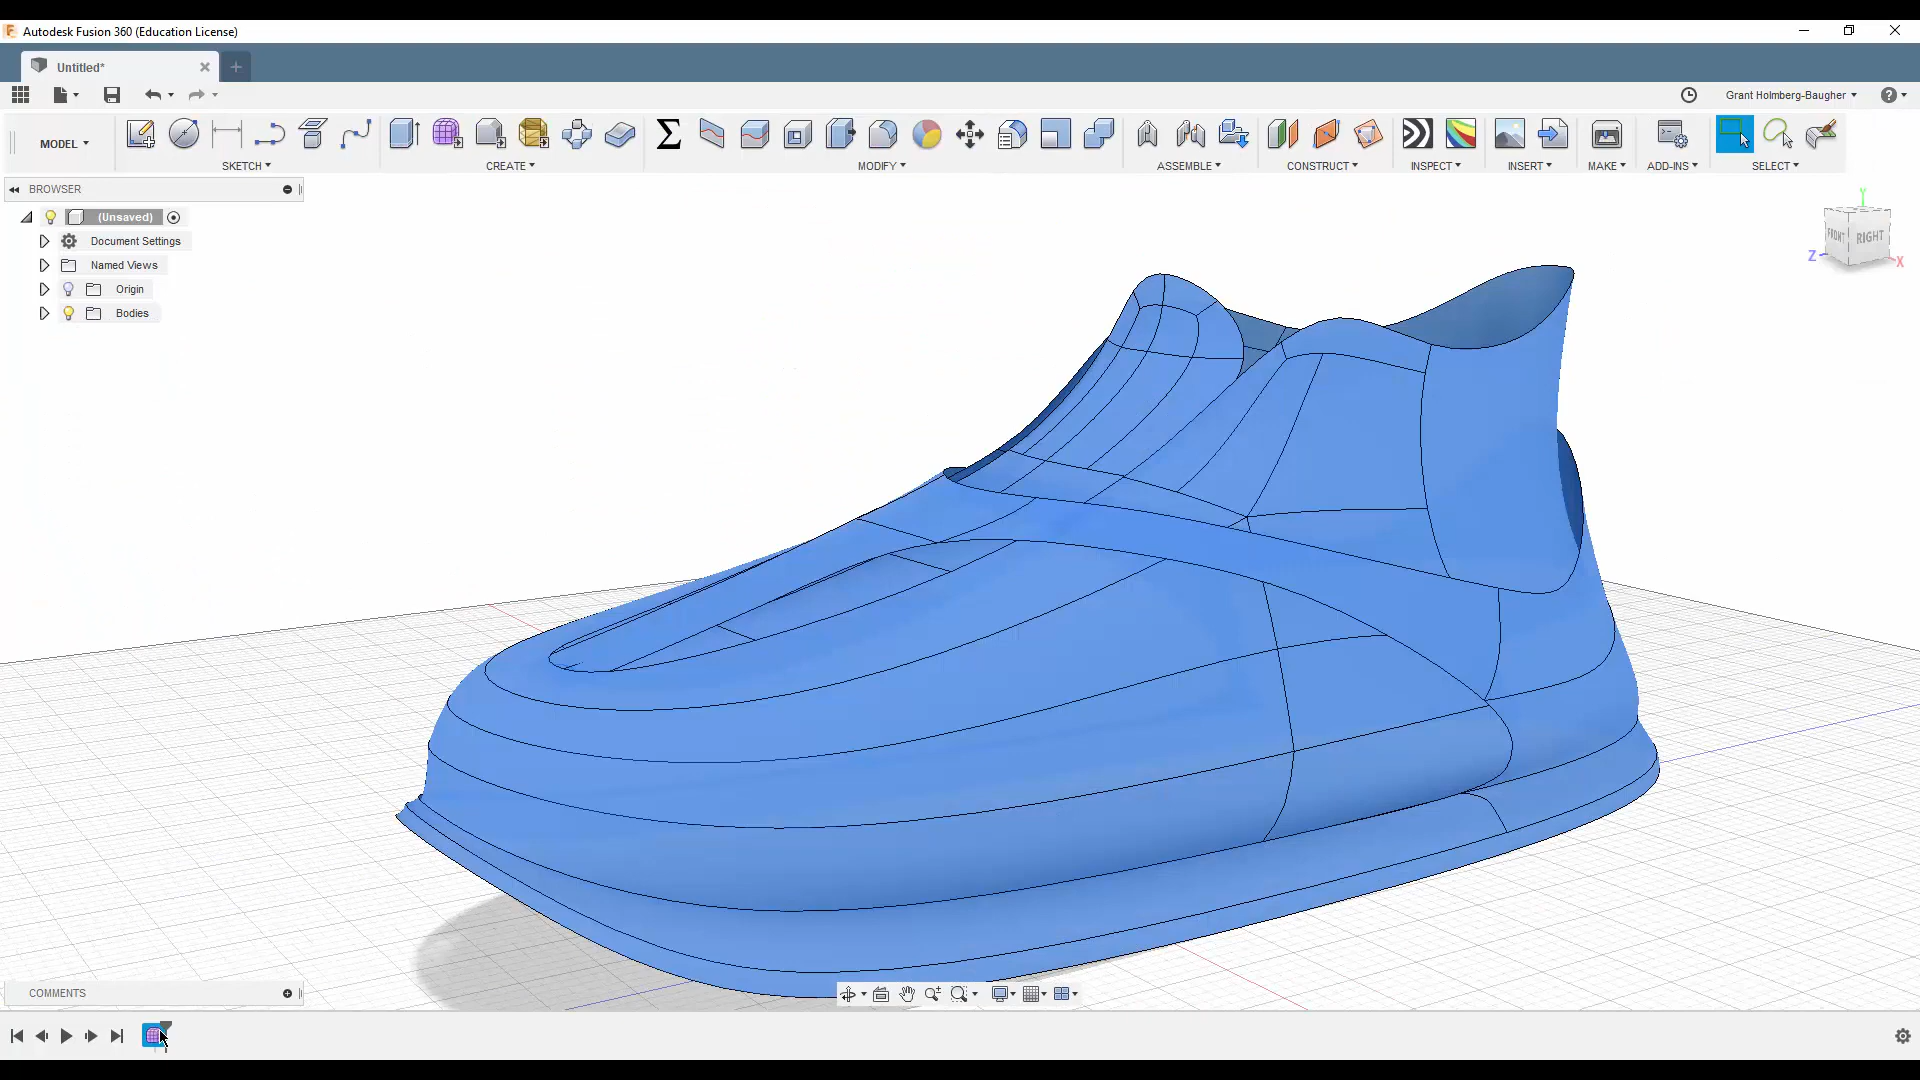 Autodesk Fusion 360 (Education License)
Untitled*
Grant Holmberg-Baugher
MODEL
SKETCH
CREATE
MODIFY
ASSEMBLE
CONSTRUCT
INSPECT
INSERT
MAKE
ADD-INS
SELECT
BROWSER
(Unsaved)
Document Settings
Named Views
Origin
Bodies
Y
FRONT
RIGHT
Z
X
COMMENTS